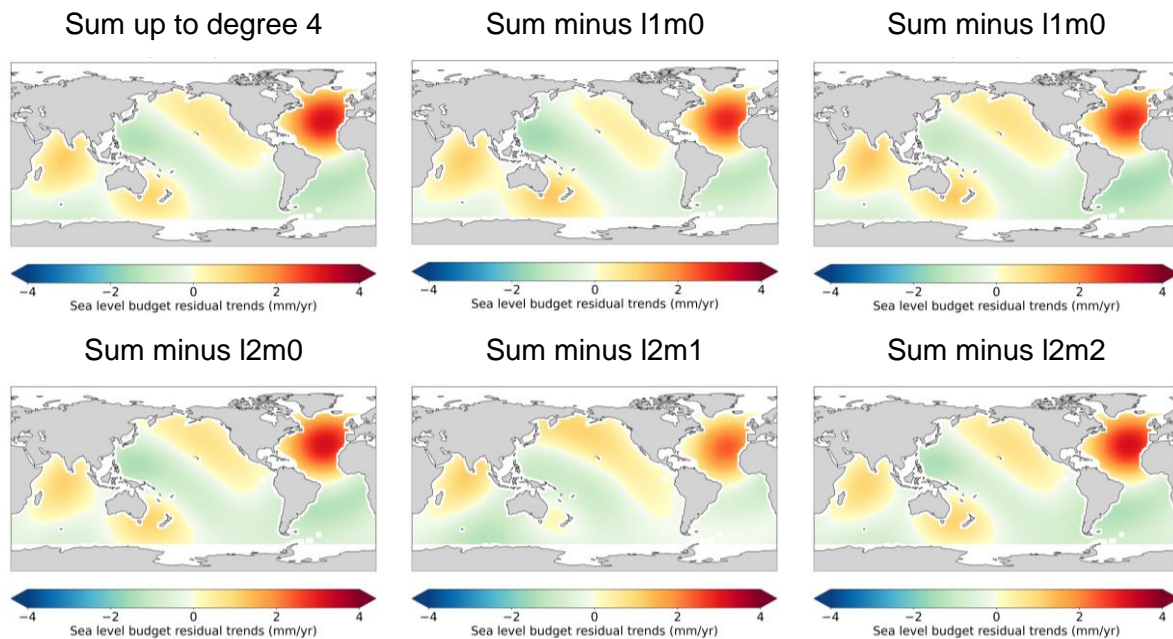 Sum up to degree 4
Sum minus l1m0
Sum minus l1m0
−4 −2 0 2 4
Sea level budget residual trends (mm/yr)
−4 −2 0 2 4
Sea level budget residual trends (mm/yr)
−4 −2 0 2 4
Sea level budget residual trends (mm/yr)
Sum minus l2m0
Sum minus l2m1
Sum minus l2m2
−4 −2 0 2 4
Sea level budget residual trends (mm/yr)
−4 −2 0 2 4
Sea level budget residual trends (mm/yr)
−4 −2 0 2 4
Sea level budget residual trends (mm/yr)